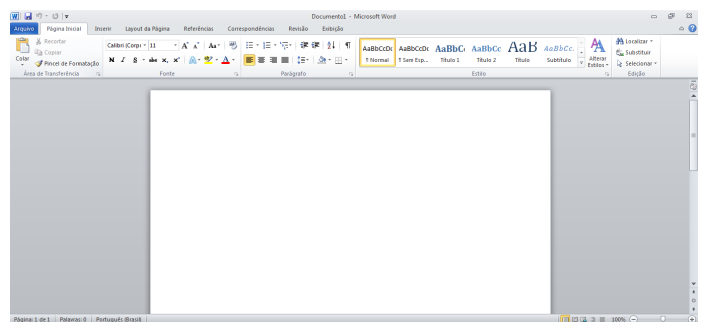 Documento1 - Microsoft Word
Arquivo Página Inicial Inserir Layout da Página Referências Correspondências Revisão Exibição
Recortar
Copiar
Colar
Pincel de Formatação
Área de Transferência
Calibri (Corpo 11
N I S abc x, x² Aa A A
Fonte
Parágrafo
AaBbCcDc AaBbCcDc AaBbC AaBbCc AaB AaBbCc.
¶ Normal ¶ Sem Esp... Título 1 Título 2 Título Subtítulo
Alterar
Estilos
Estilo
Localizar
Substituir
Selecionar
Edição
Página: 1 de 1 Palavras: 0 Português (Brasil)
100%